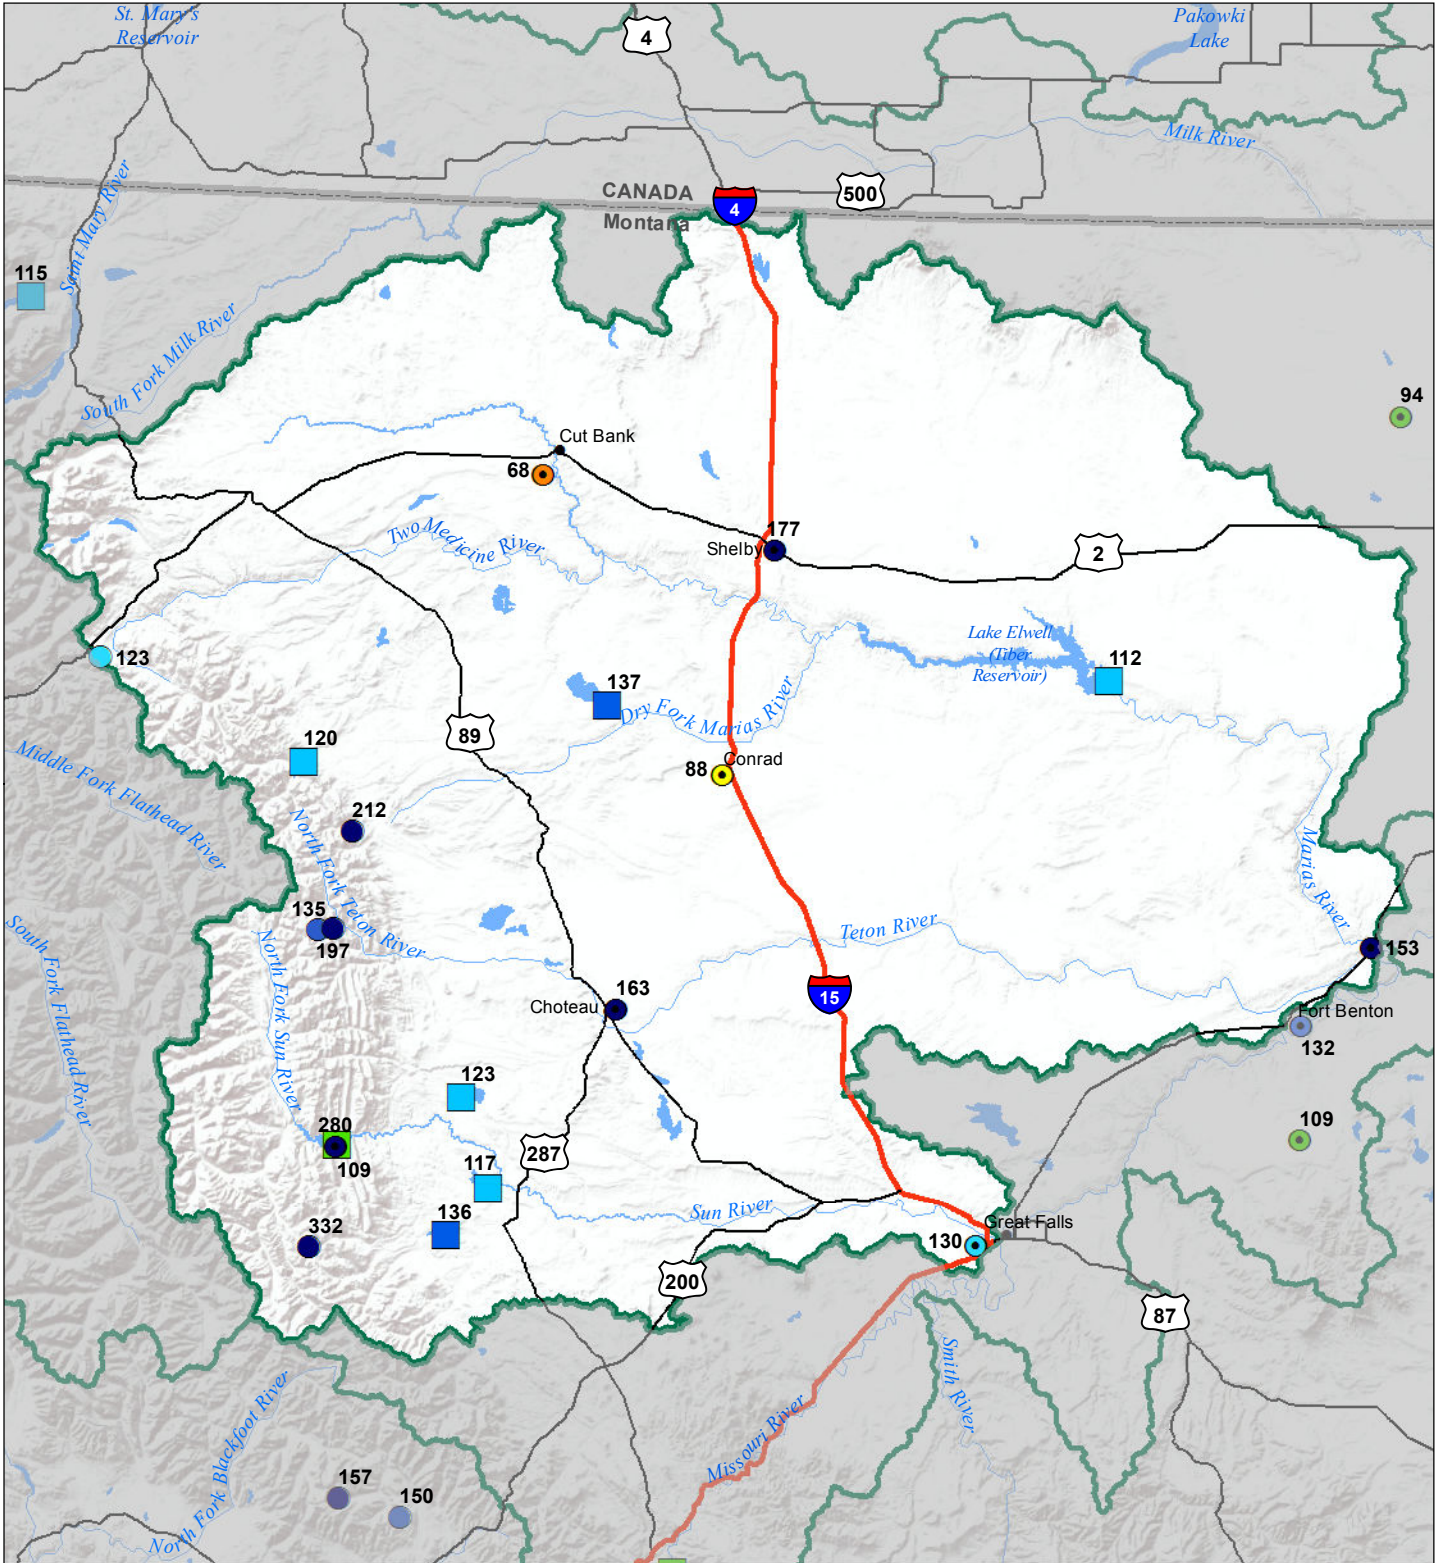 St. Mary's
Reservoir
Pakowki
Lake
4
Milk River
CANADA
Montana
4
500
Saint Mary River
115
South Fork Milk River
94
Cut Bank
68
Two Medicine River
177
Shelby
2
Lake Elwell
(Tiber
Reservoir)
112
123
137
Dry Fork Marias River
89
120
Conrad
88
Middle Fork Flathead River
212
North Fork Teton River
Marias River
135
197
South Fork Flathead River
North Fork Sun River
Teton River
153
15
163
Choteau
Fort Benton
132
123
280
109
109
287
117
136
Sun River
332
Great Falls
130
200
87
Smith River
Missouri River
North Fork Blackfoot River
157
150